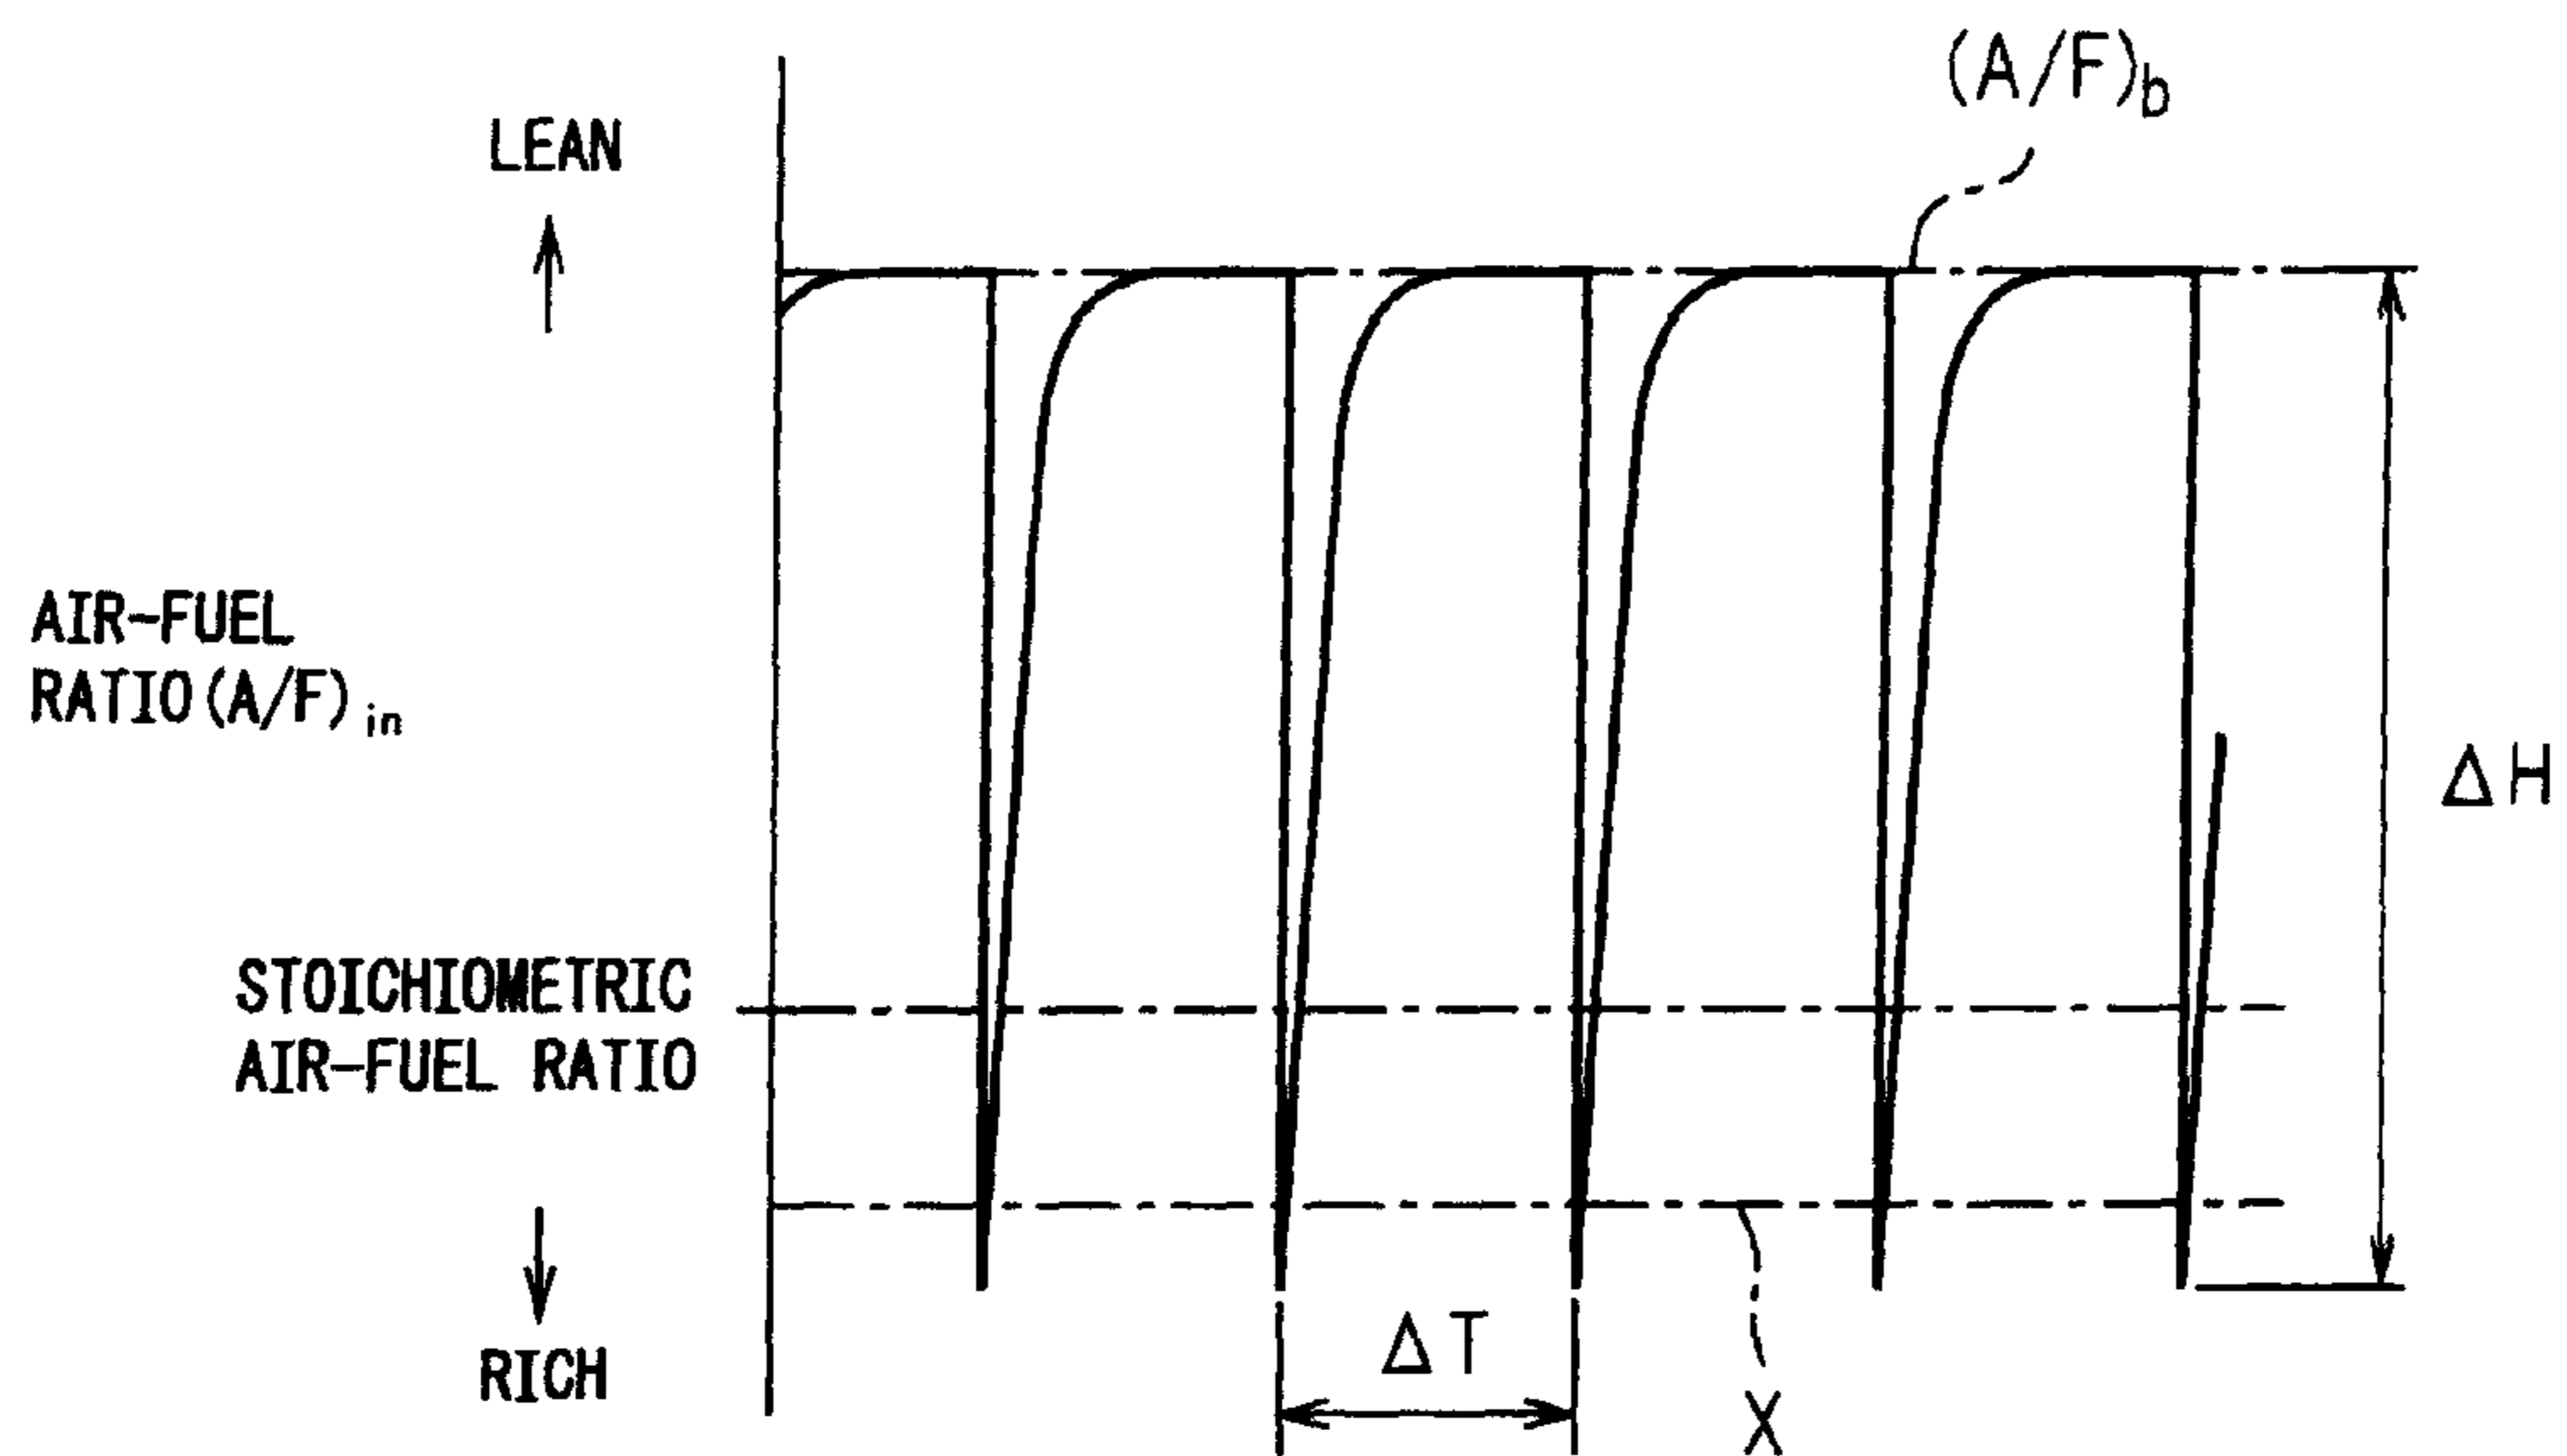 (A/F)b
LEAN
AIR-FUEL
RATIO(A/F)in
ΔH
STOICHIOMETRIC
AIR-FUEL RATIO
RICH
ΔT
X